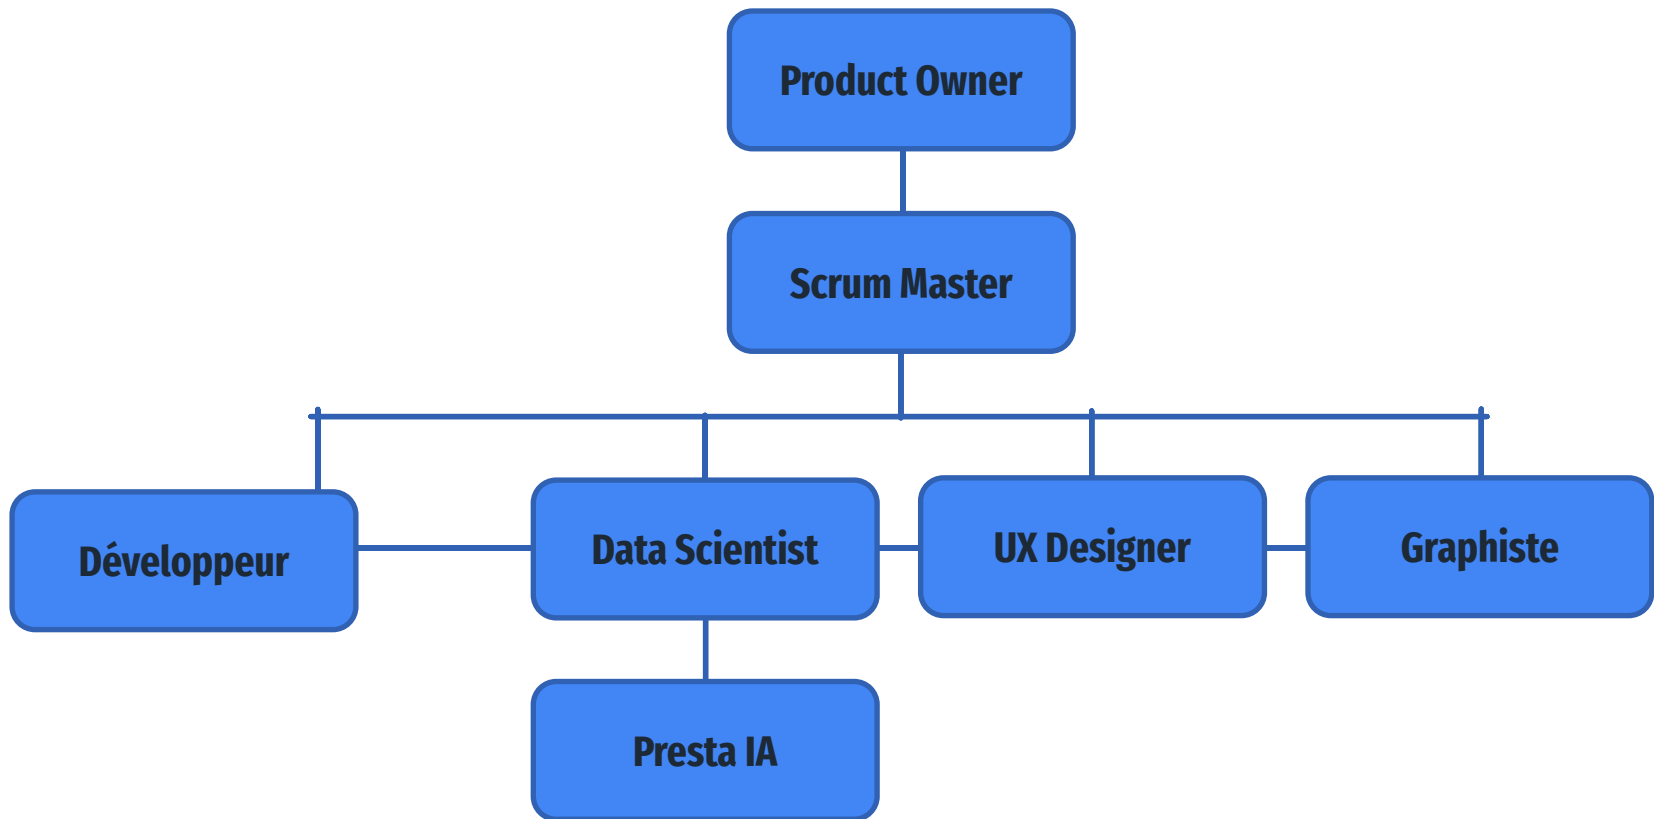 Product Owner
Scrum Master
Développeur
Data Scientist
UX Designer
Graphiste
Presta IA